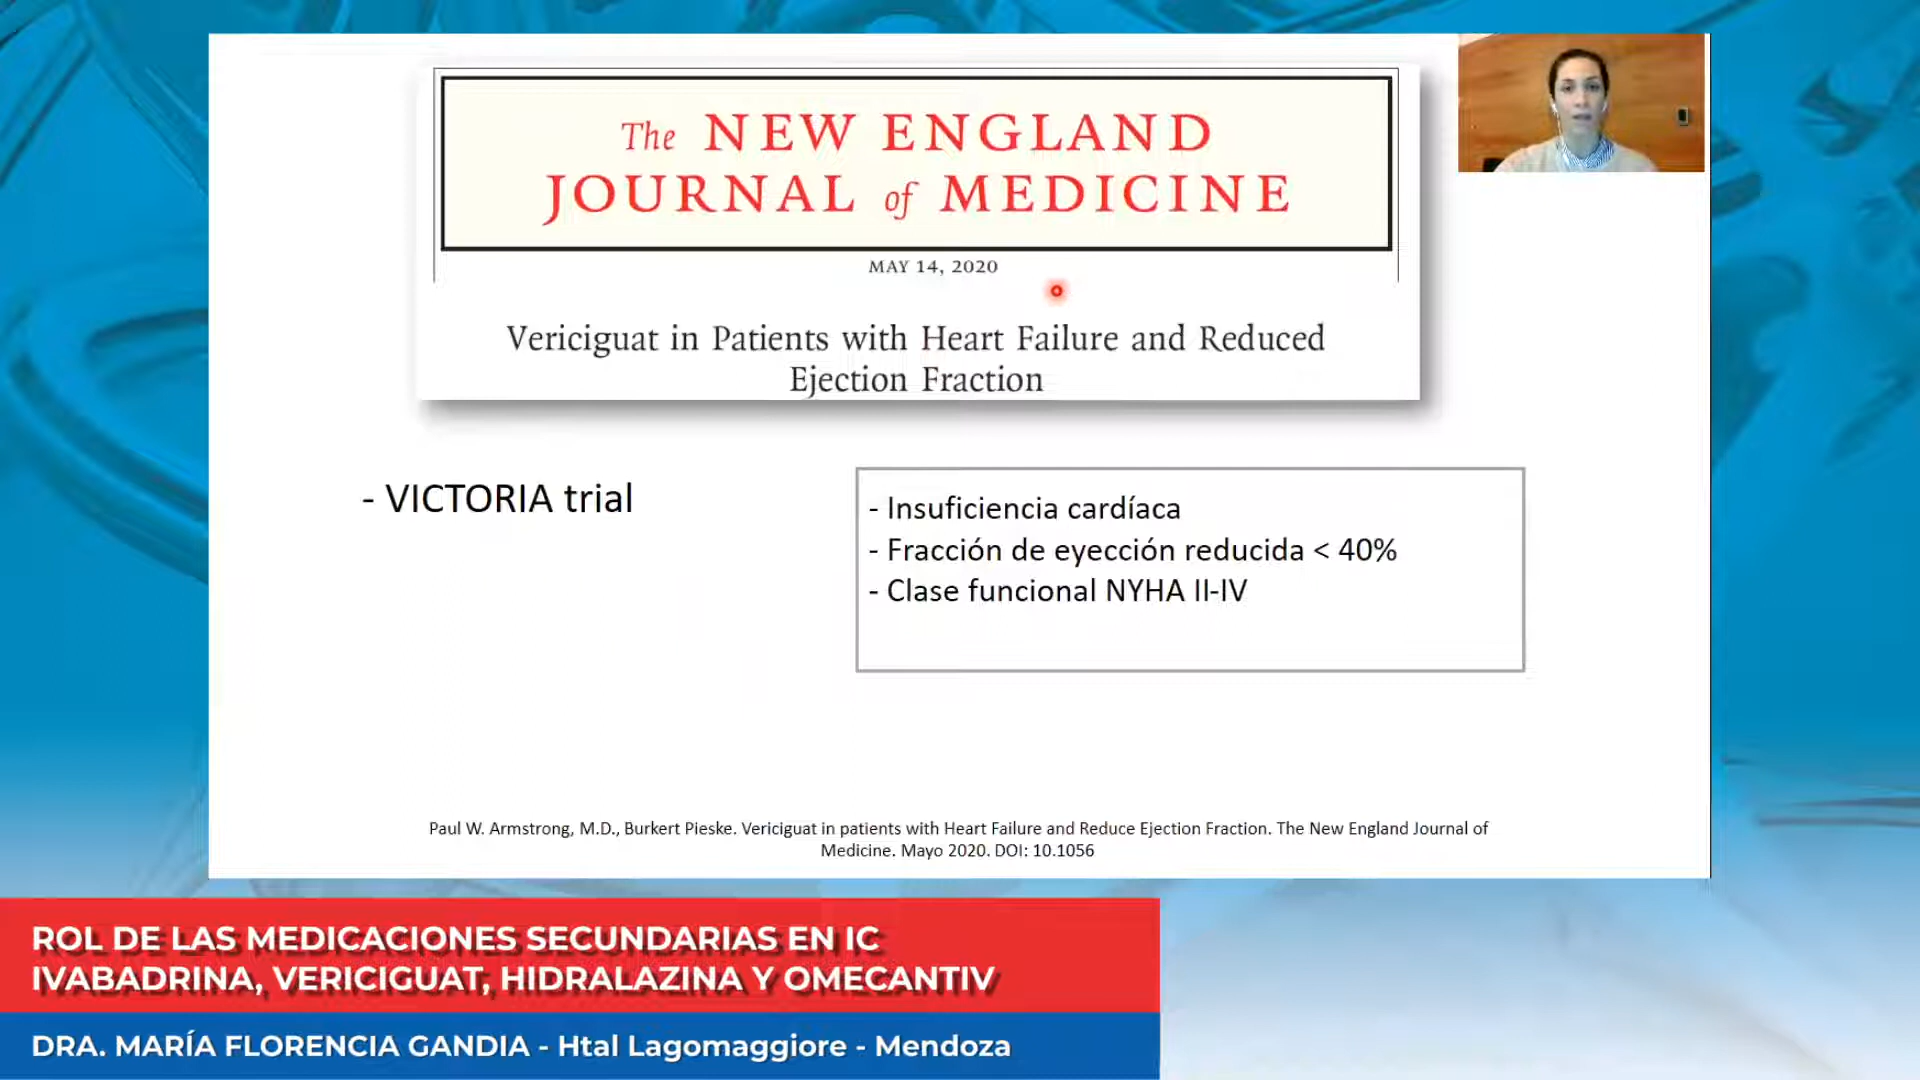 The NEW ENGLAND
JOURNAL of MEDICINE
MAY 14, 2020
Vericiguat in Patients with Heart Failure and Reduced
Ejection Fraction
- VICTORIA trial
- Insuficiencia cardíaca
- Fracción de eyección reducida < 40%
- Clase funcional NYHA II-IV
Paul W. Armstrong, M.D., Burkert Pieske. Vericiguat in patients with Heart Failure and Reduce Ejection Fraction. The New England Journal of
Medicine. Mayo 2020. DOI: 10.1056
ROL DE LAS MEDICACIONES SECUNDARIAS EN IC
IVABADRINA, VERICIGUAT, HIDRALAZINA Y OMECANTIV
DRA. MARÍA FLORENCIA GANDIA - Htal Lagomaggiore - Mendoza